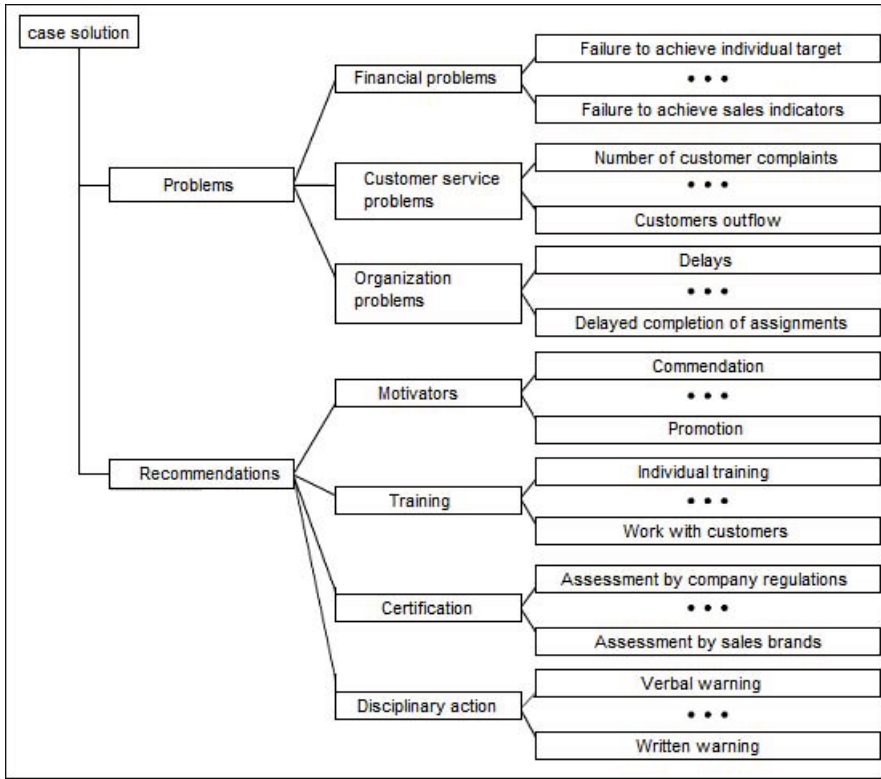 case solution
Failure to achieve individual target
Financial problems
• • •
Failure to achieve sales indicators
Number of customer complaints
Problems
Customer service
problems
• • •
Customers outflow
Delays
Organization
problems
• • •
Delayed completion of assignments
Commendation
Motivators
• • •
Promotion
Recommendations
Individual training
Training
• • •
Work with customers
Assessment by company regulations
Certification
• • •
Assessment by sales brands
Verbal warning
Disciplinary action
• • •
Written warning